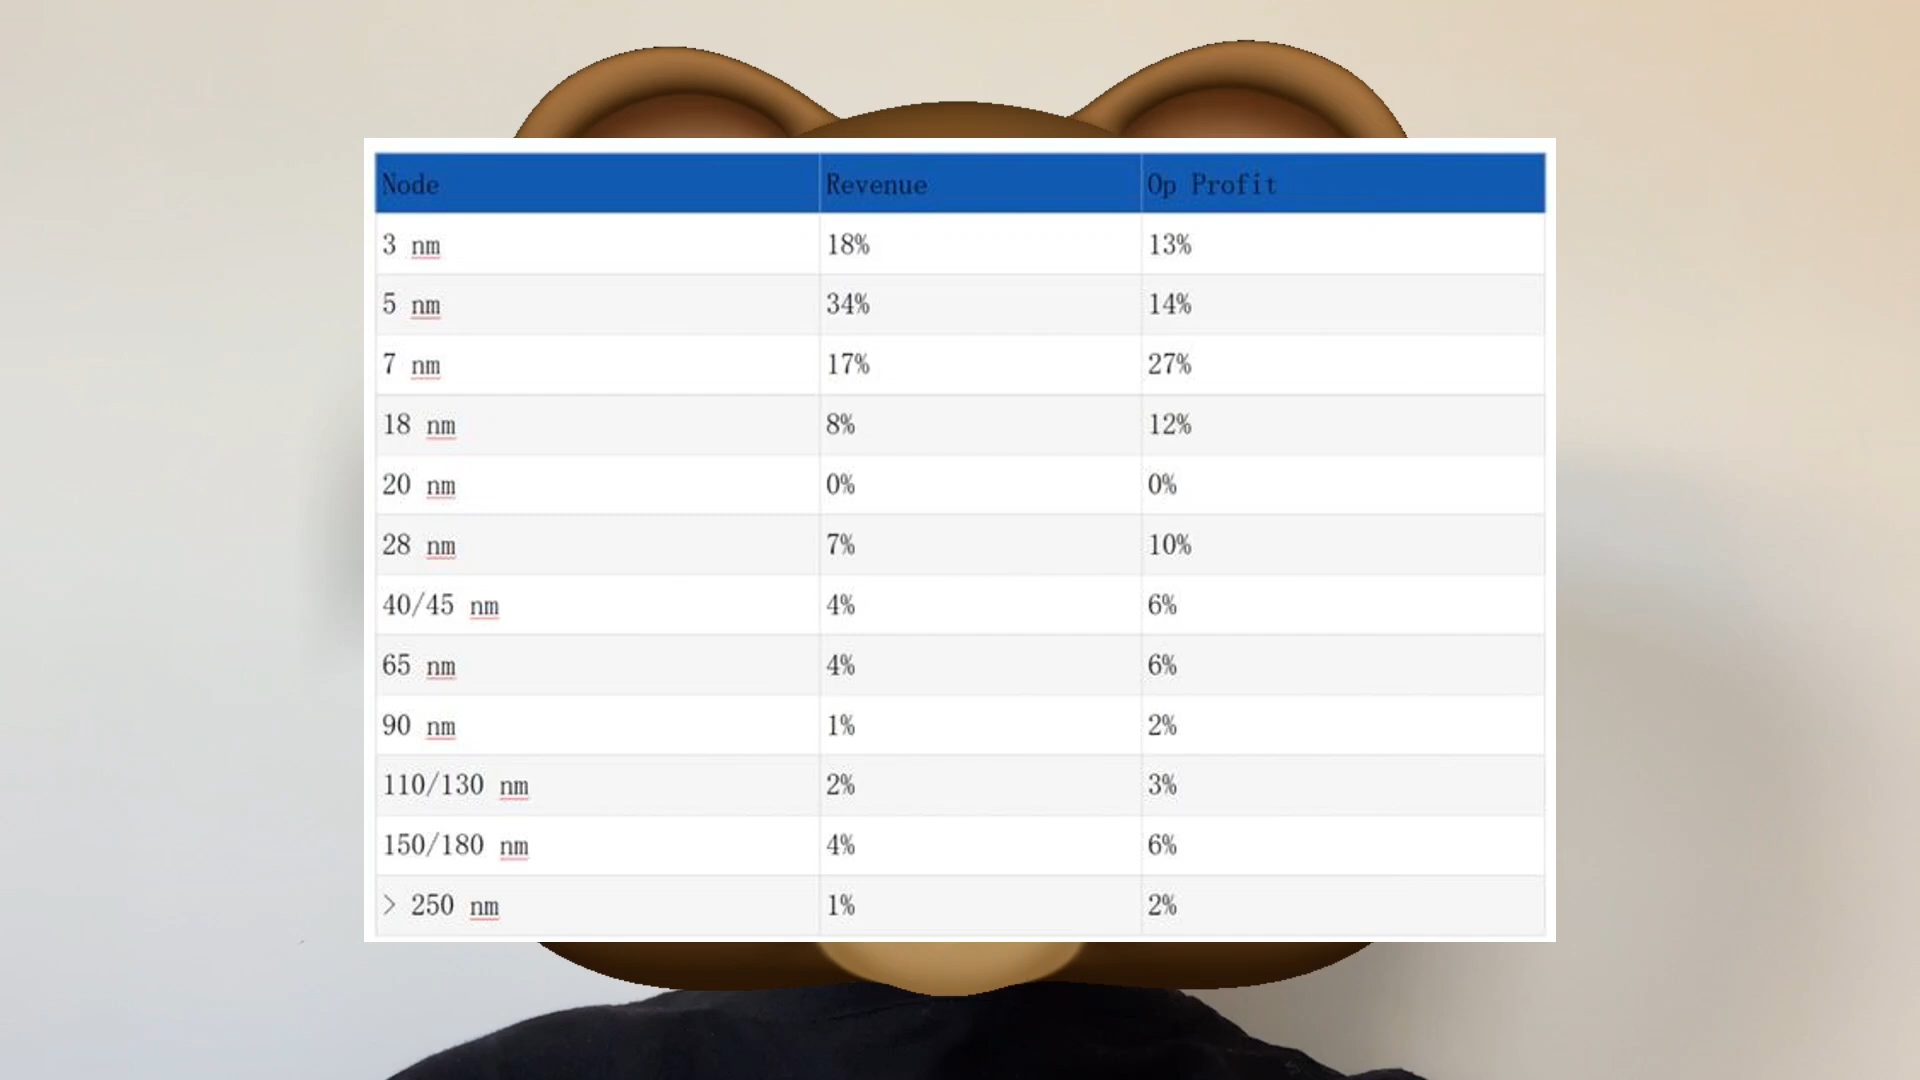 Node Revenue Op Profit
3 nm 18% 13%
5 nm 34% 14%
7 nm 17% 27%
18 nm 8% 12%
20 nm 0% 0%
28 nm 7% 10%
40/45 nm 4% 6%
65 nm 4% 6%
90 nm 1% 2%
110/130 nm 2% 3%
150/180 nm 4% 6%
> 250 nm 1% 2%